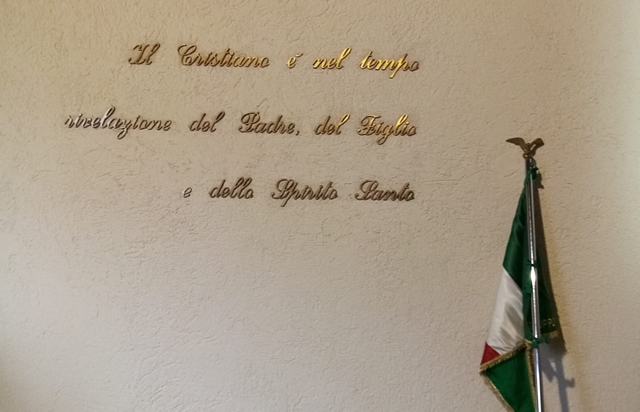 Il Cristiano é nel tempo
rivelazione del Padre, del Figlio
e dello Spirito Santo